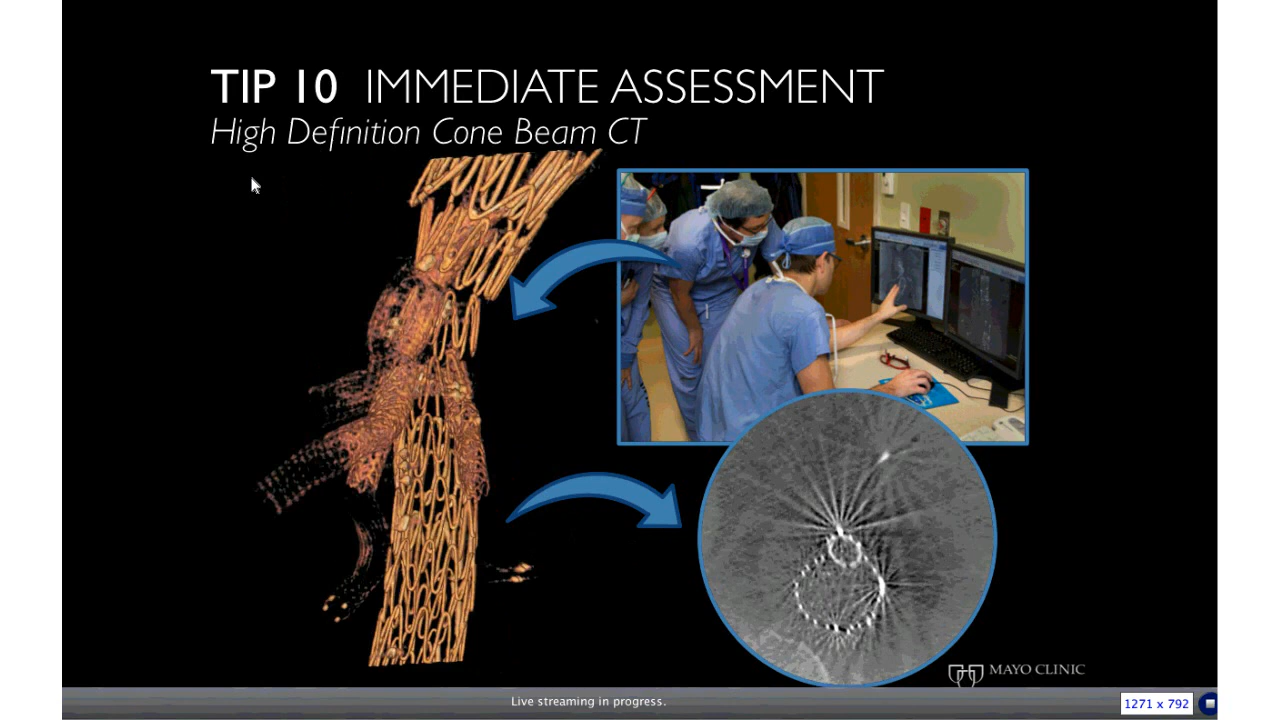 TIP 10 IMMEDIATE ASSESSMENT
High Definition Cone Beam CT
MAYO CLINIC
Live streaming in progress.
1271 x 792